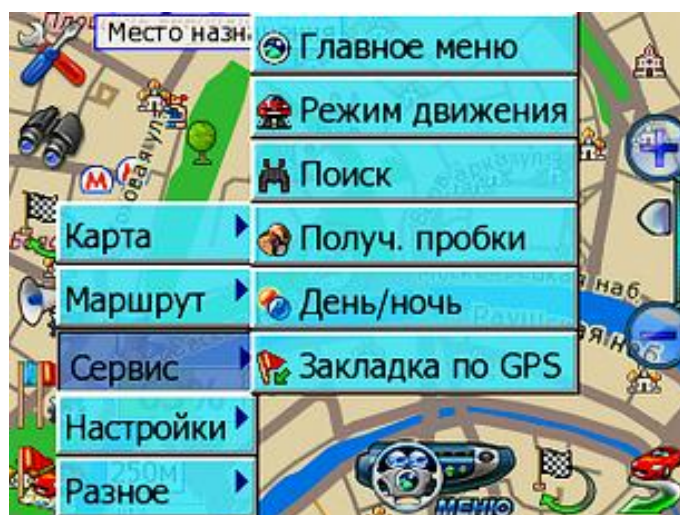 Место назн
Главное меню
Режим движения
Поиск
Карта
Получ. пробки
Маршрут
День/ночь
Сервис
Закладка по GPS
Настройки
Разное
250м
МЕНЮ
наб